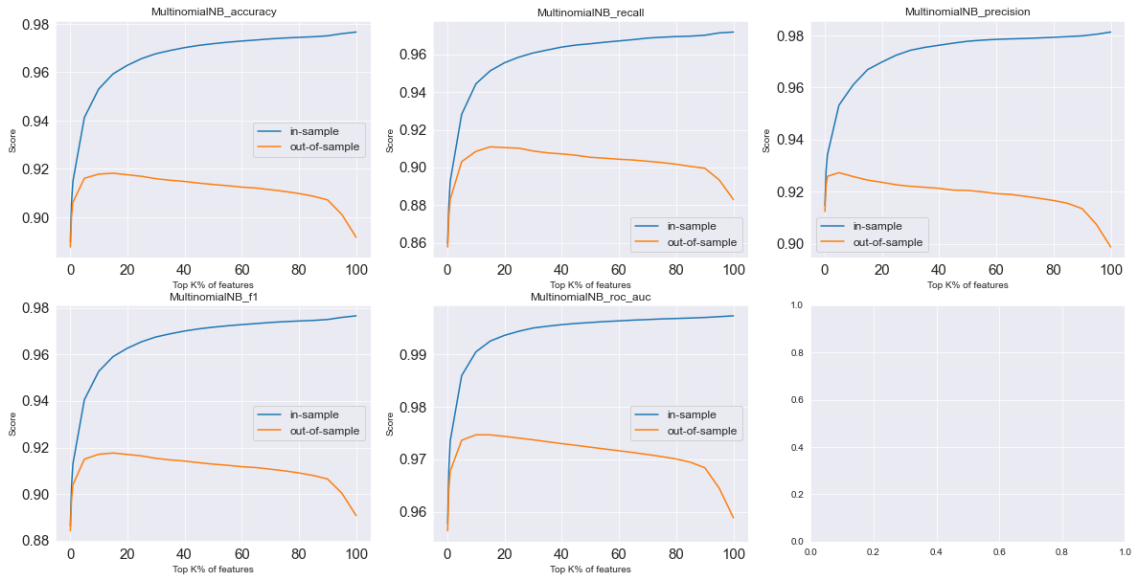 MultinomialNB_accuracy
0.98
0.96
0.94
0.92
0.90
Score
in-sample
out-of-sample
0 20 40 60 80 100
Top K% of features
MultinomialNB_recall
0.96
0.94
0.92
0.90
0.88
0.86
Score
in-sample
out-of-sample
0 20 40 60 80 100
Top K% of features
MultinomialNB_precision
0.98
0.96
0.94
0.92
0.90
Score
in-sample
out-of-sample
0 20 40 60 80 100
Top K% of features
MultinomialNB_f1
0.98
0.96
0.94
0.92
0.90
0.88
Score
in-sample
out-of-sample
0 20 40 60 80 100
Top K% of features
MultinomialNB_roc_auc
0.99
0.98
0.97
0.96
Score
in-sample
out-of-sample
0 20 40 60 80 100
Top K% of features
1.0
0.8
0.6
0.4
0.2
0.0
0.0 0.2 0.4 0.6 0.8 1.0